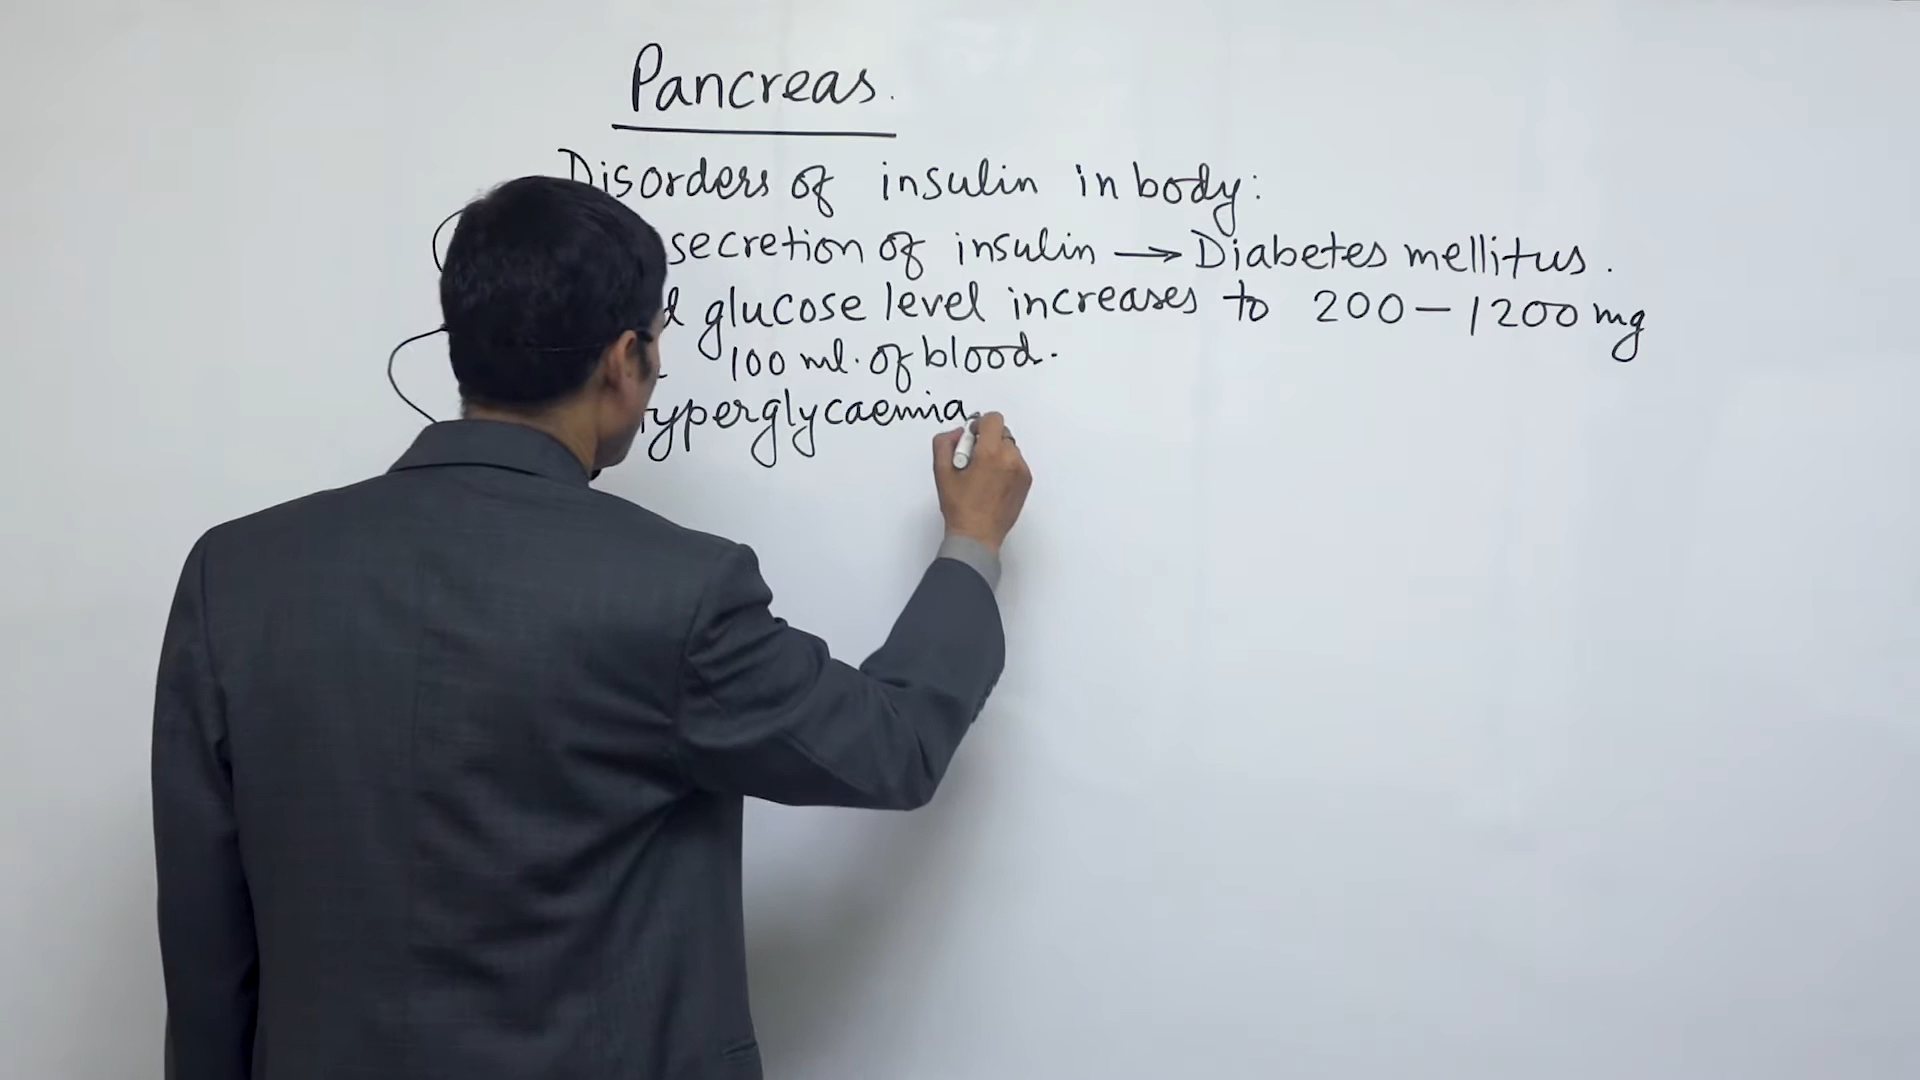 Pancreas.
Disorders of insulin in body:
secretion of insulin → Diabetes mellitus.
glucose level increases to 200 – 1200 mg
100 ml. of blood.
Hyperglycaemia